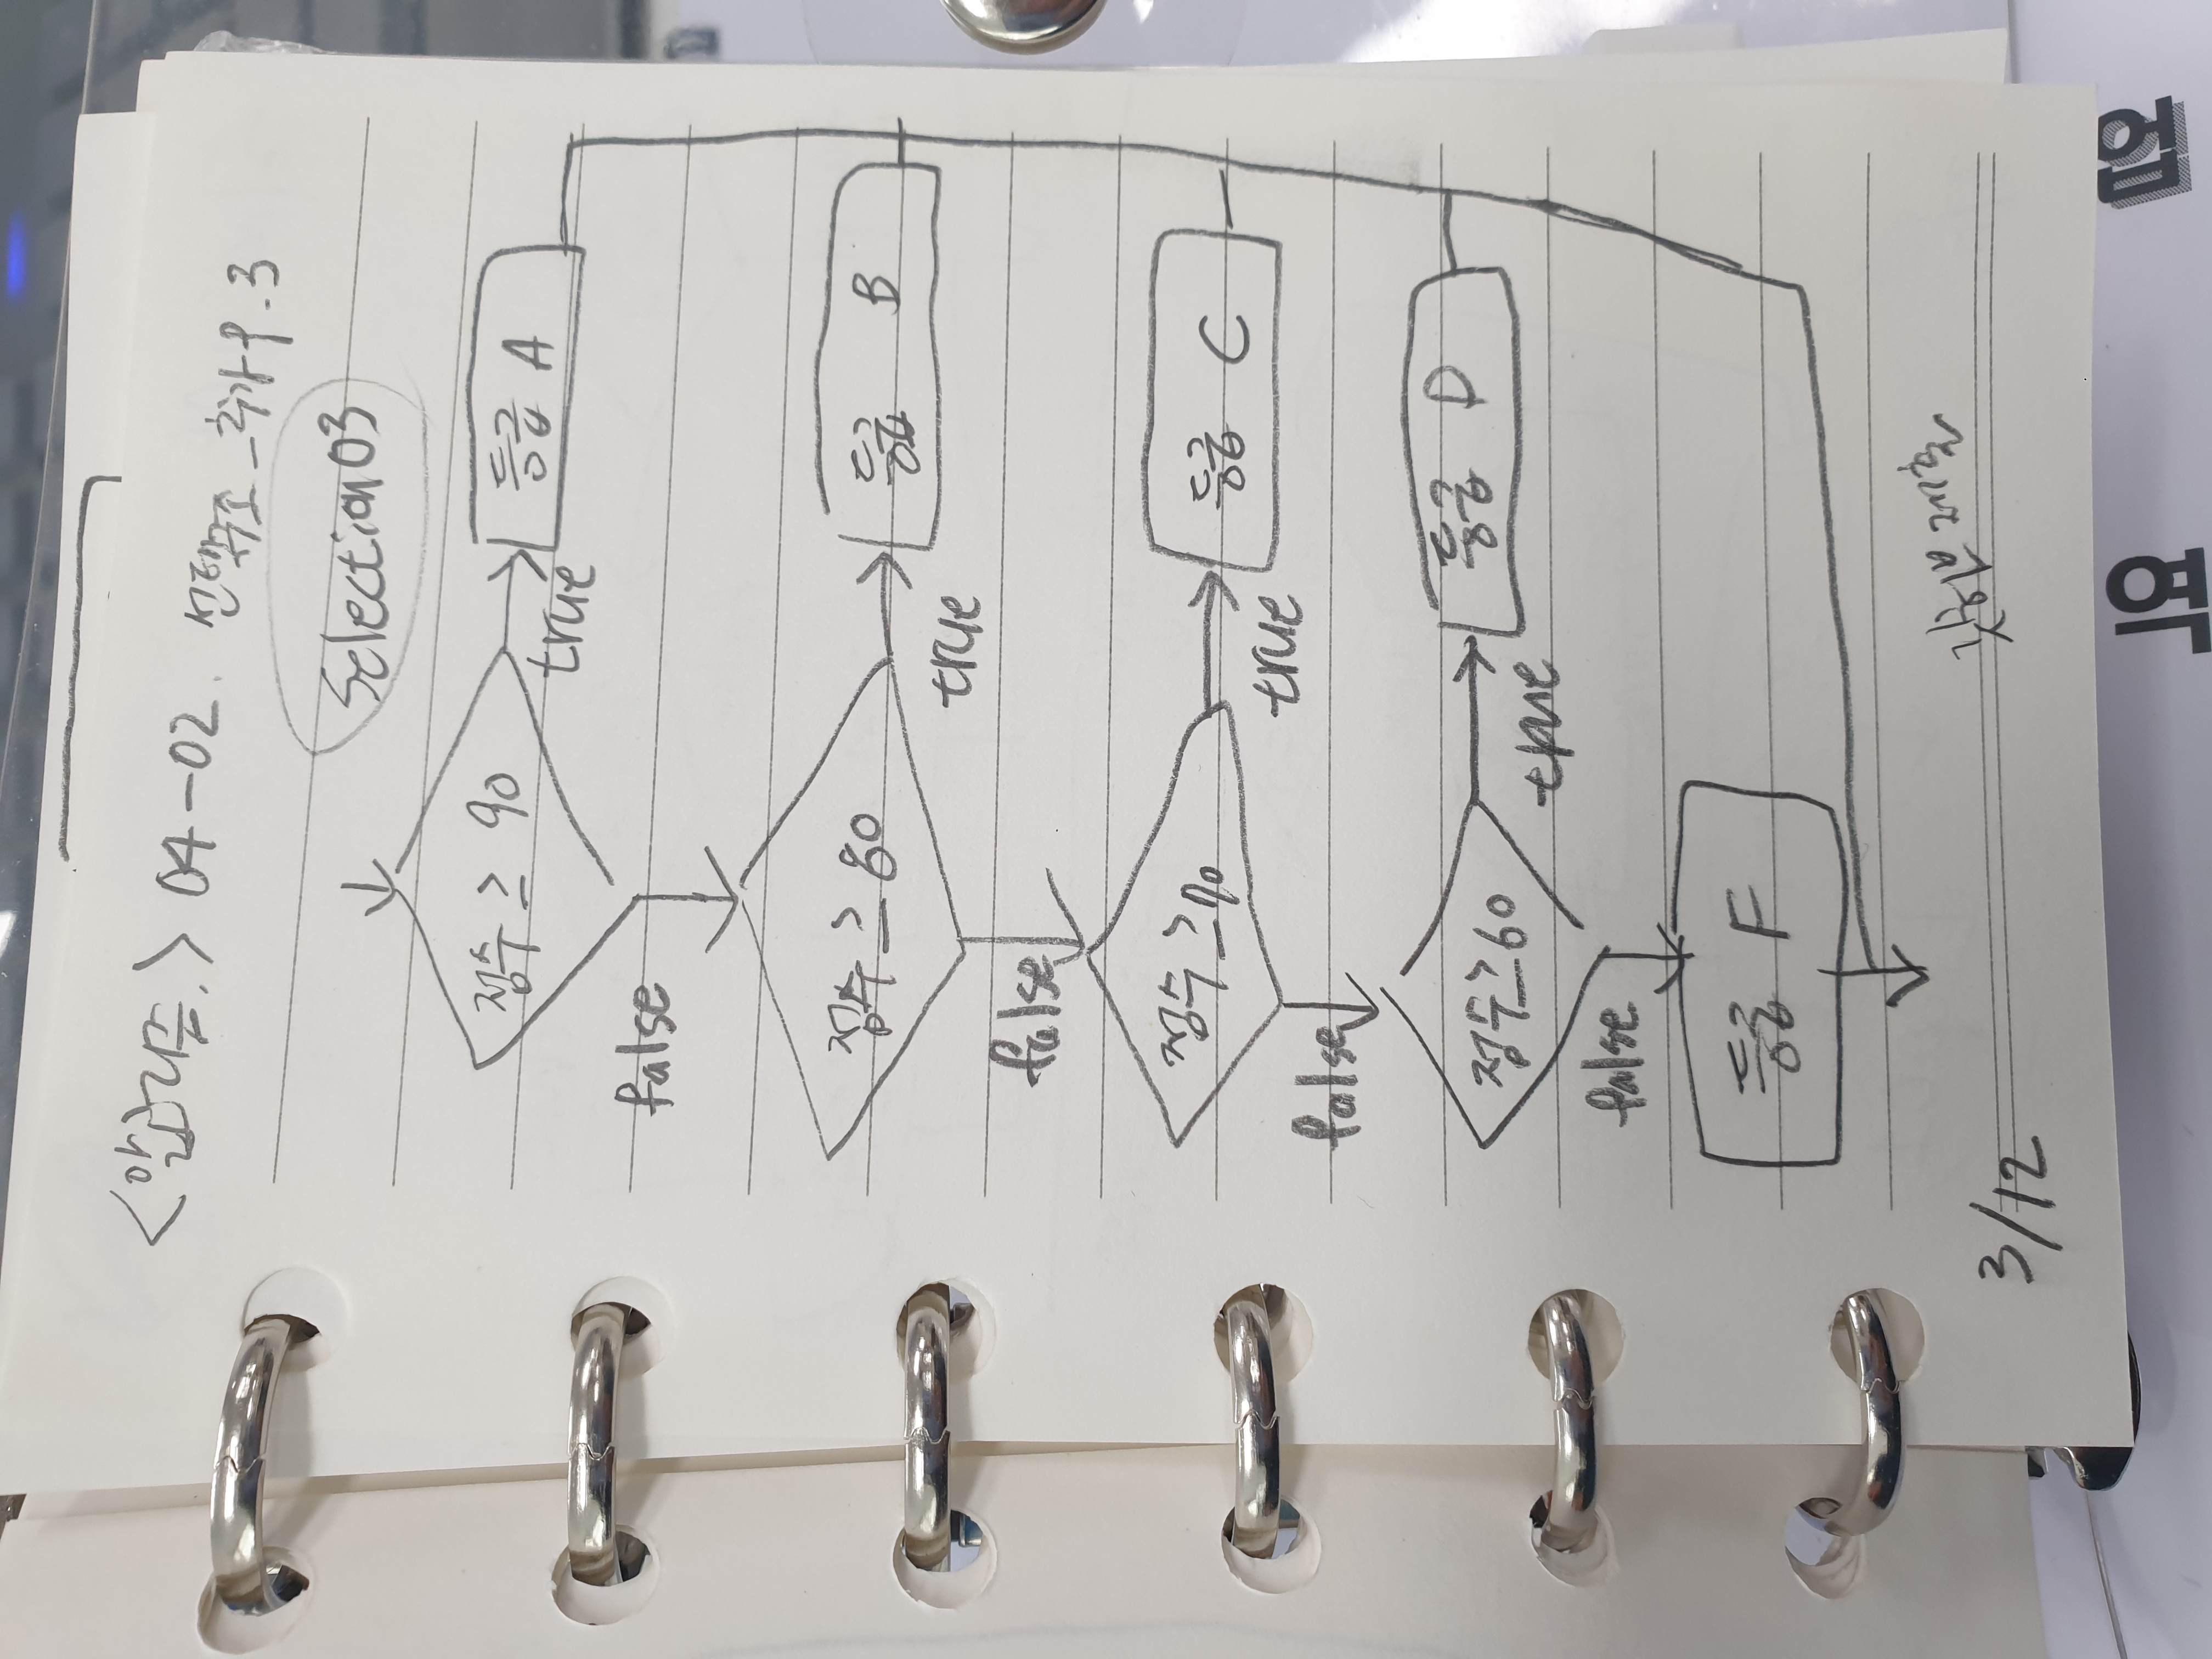 <알고리즘.> 04-02. 선택구조_추가 P.3
Selection03
점수 ≥ 90
true
등급 A
false
점수 ≥ 80
true
등급 B
false
점수 ≥ 70
true
등급 C
false
점수≥60
true
등급 D
false
등급 F
깃허브 제출
3/12